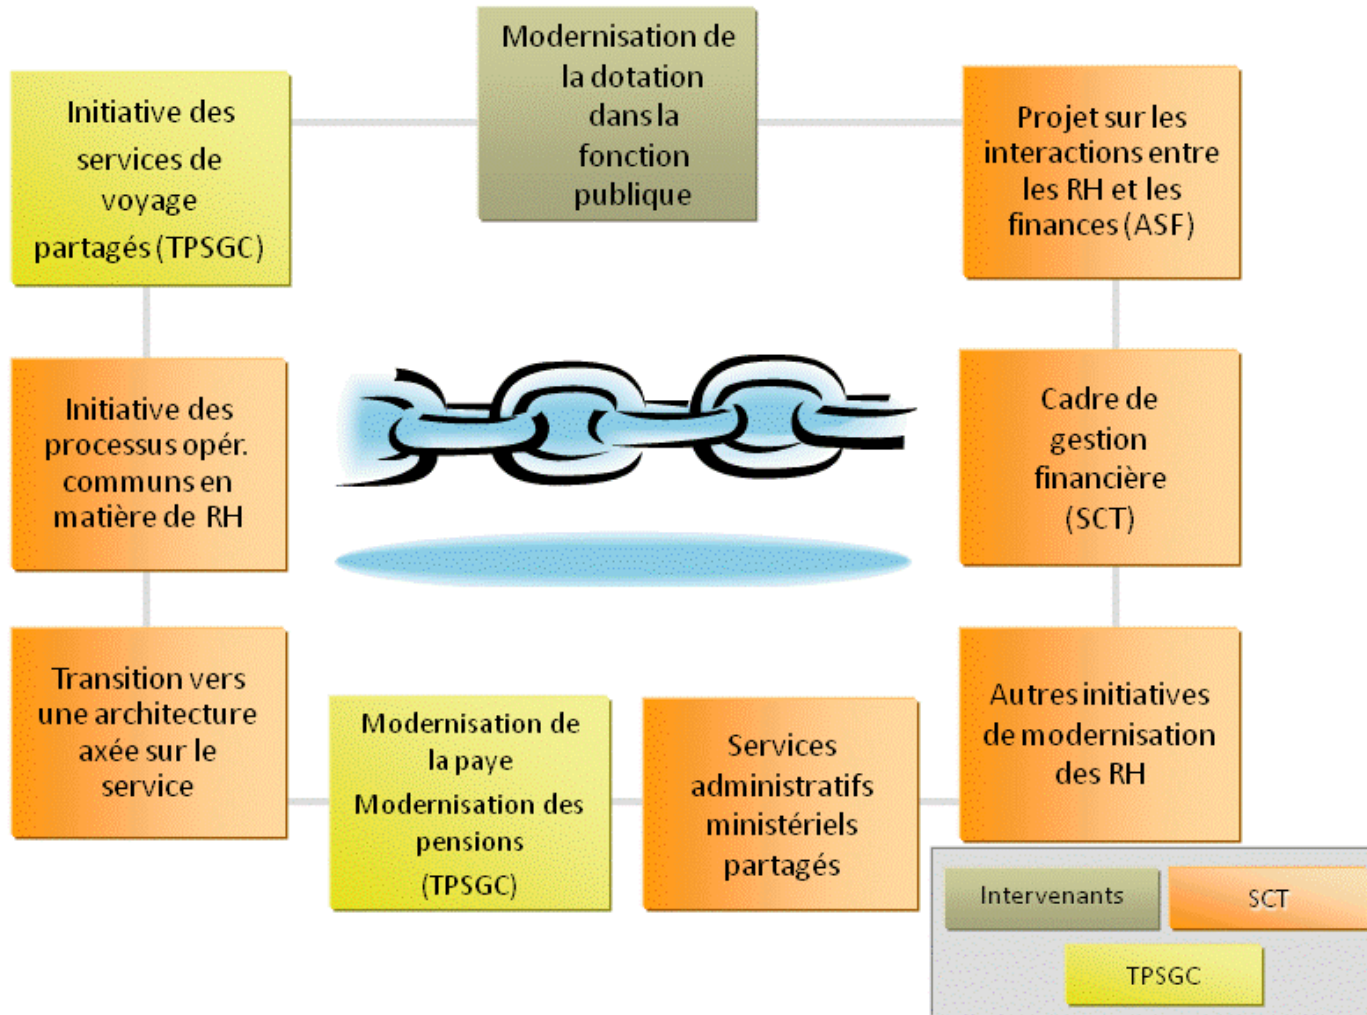 Modernisation de
la dotation
dans la
fonction
publique
Initiative des
services de
voyage
partagés (TPSGC)
Projet sur les
interactions entre
les RH et les
finances (ASF)
Initiative des
processus opér.
communs en
matière de RH
Cadre de
gestion
financière
(SCT)
Transition vers
une architecture
axée sur le
service
Modernisation de
la paye
Modernisation des
pensions
(TPSGC)
Services
administratifs
ministériels
partagés
Autres initiatives
de modernisation
des RH
Intervenants
SCT
TPSGC